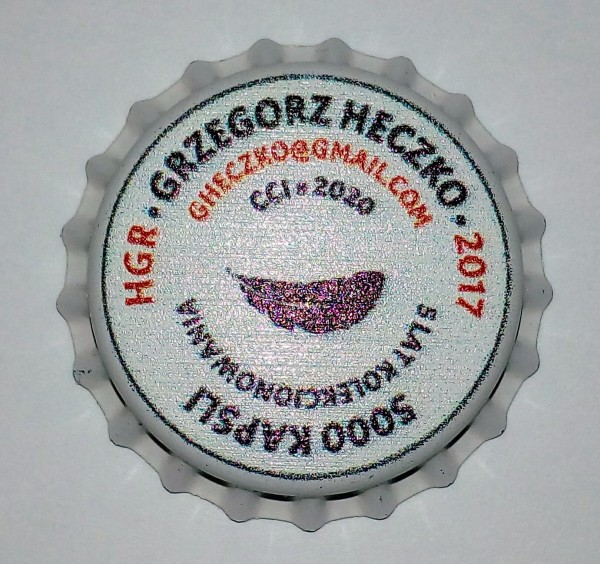 HGR • GRZEGORZ HECZKO • 2017
GHECZKO@GMAIL.COM
CCI • 2020
5 LAT KOLEKCJONOWANIA
5000 KAPSLI